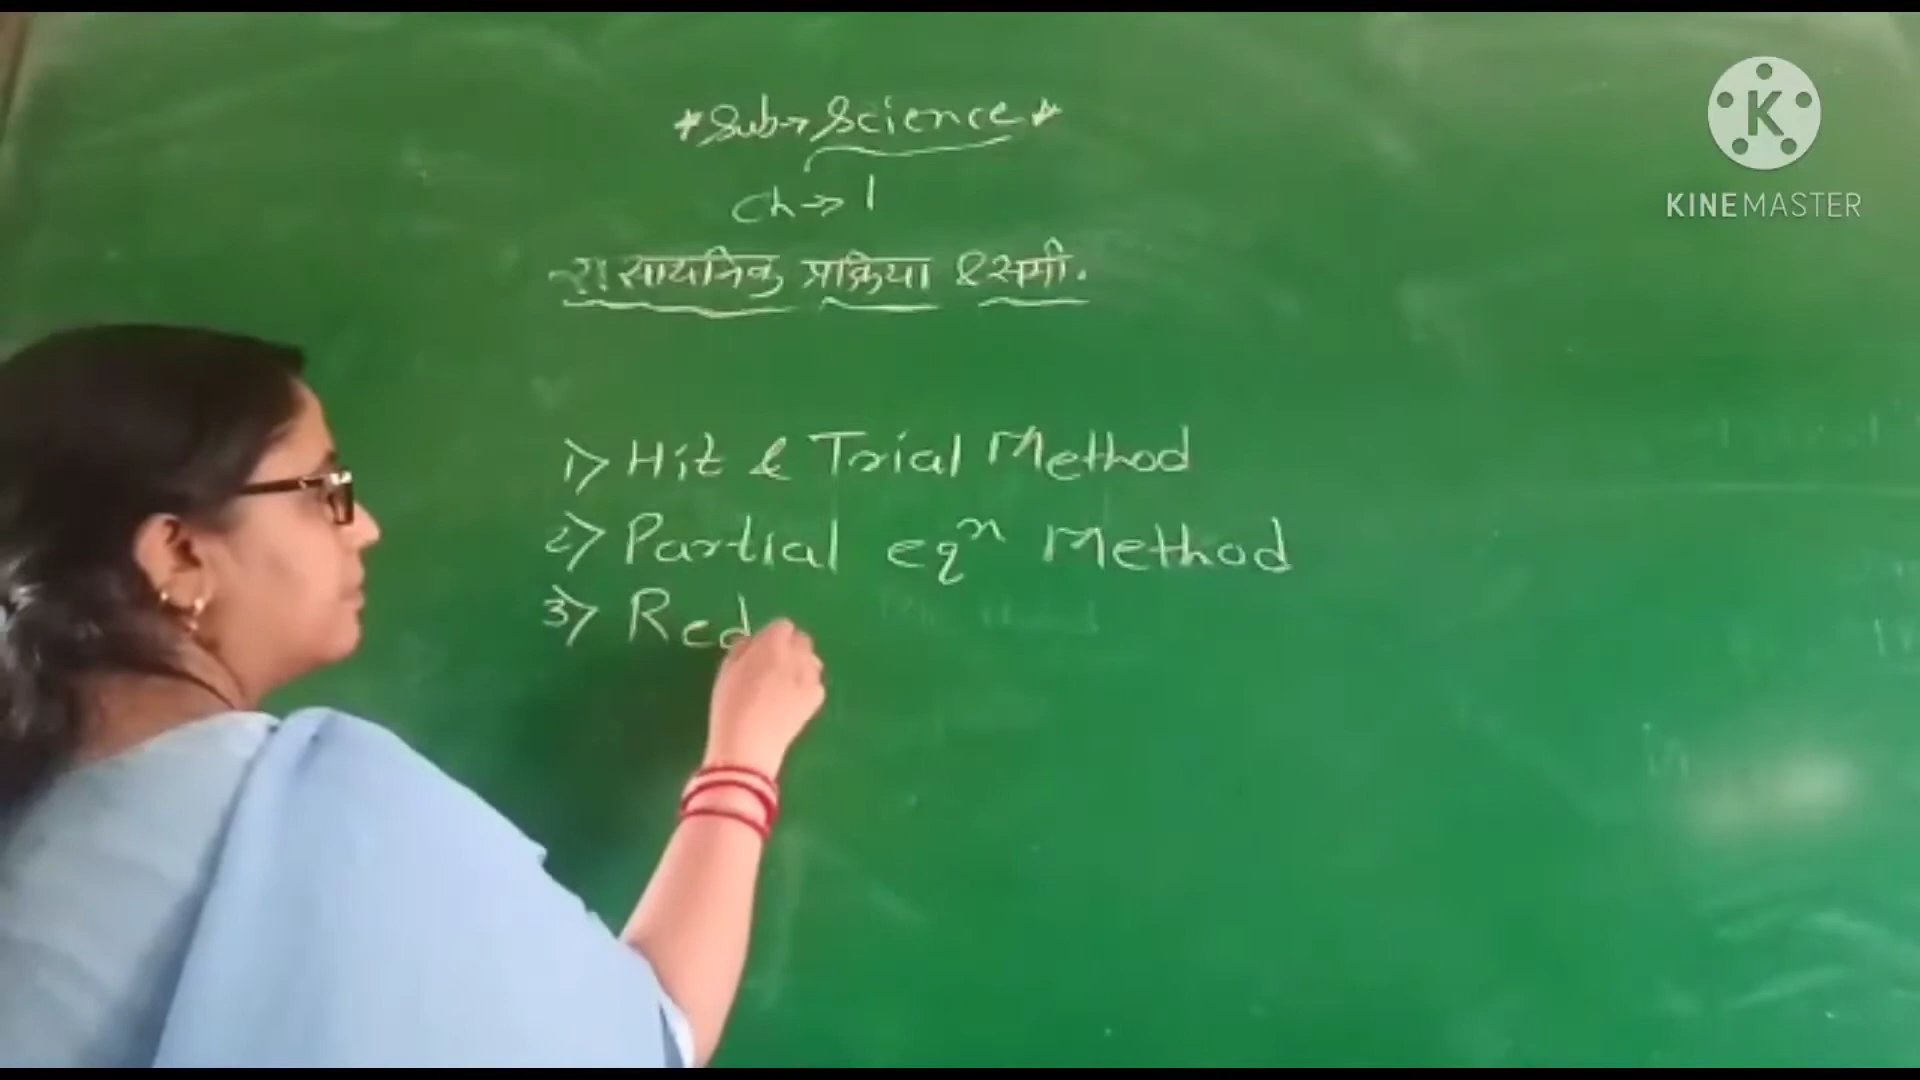 *Sub→Science*
Ch→1
रासायनिक प्रक्रिया & समी.
1> Hit & Trial Method
2> Partial eqⁿ Method
3> Red
K
KINEMASTER